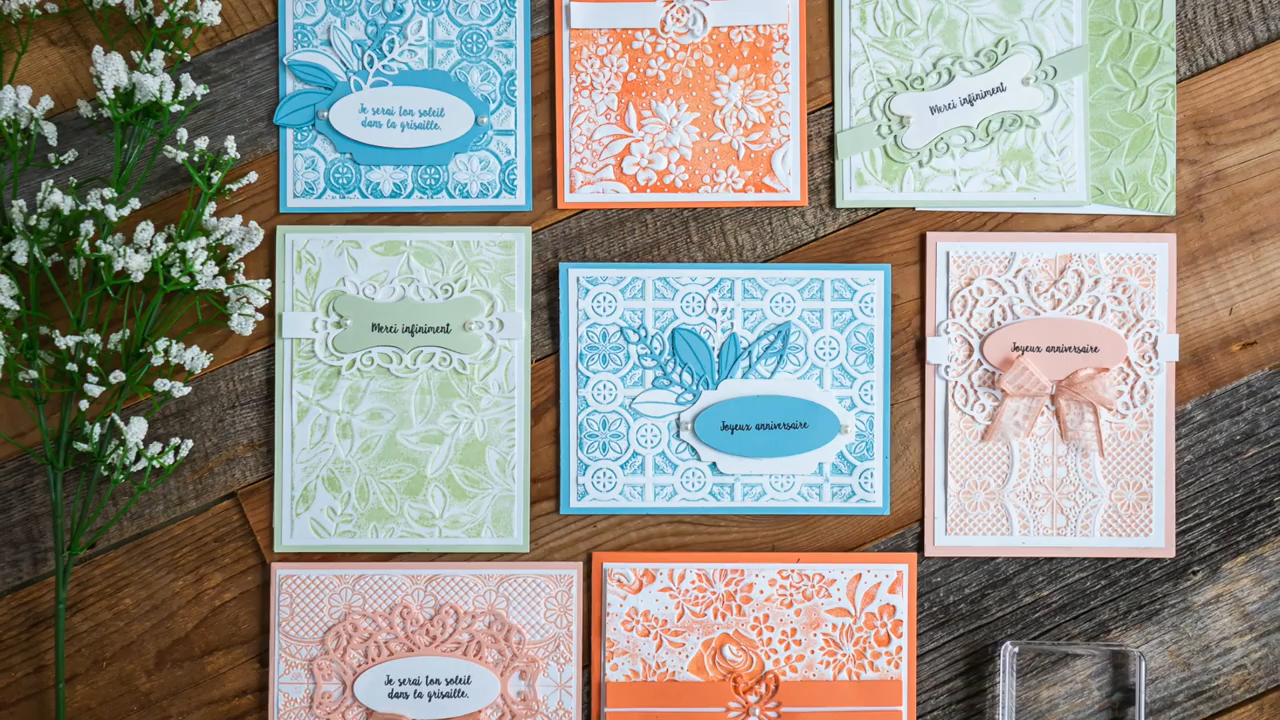 Je serai ton soleil
dans la grisaille.
Merci infiniment
Merci infiniment
Joyeux anniversaire
Joyeux anniversaire
Je serai ton soleil
dans la grisaille.